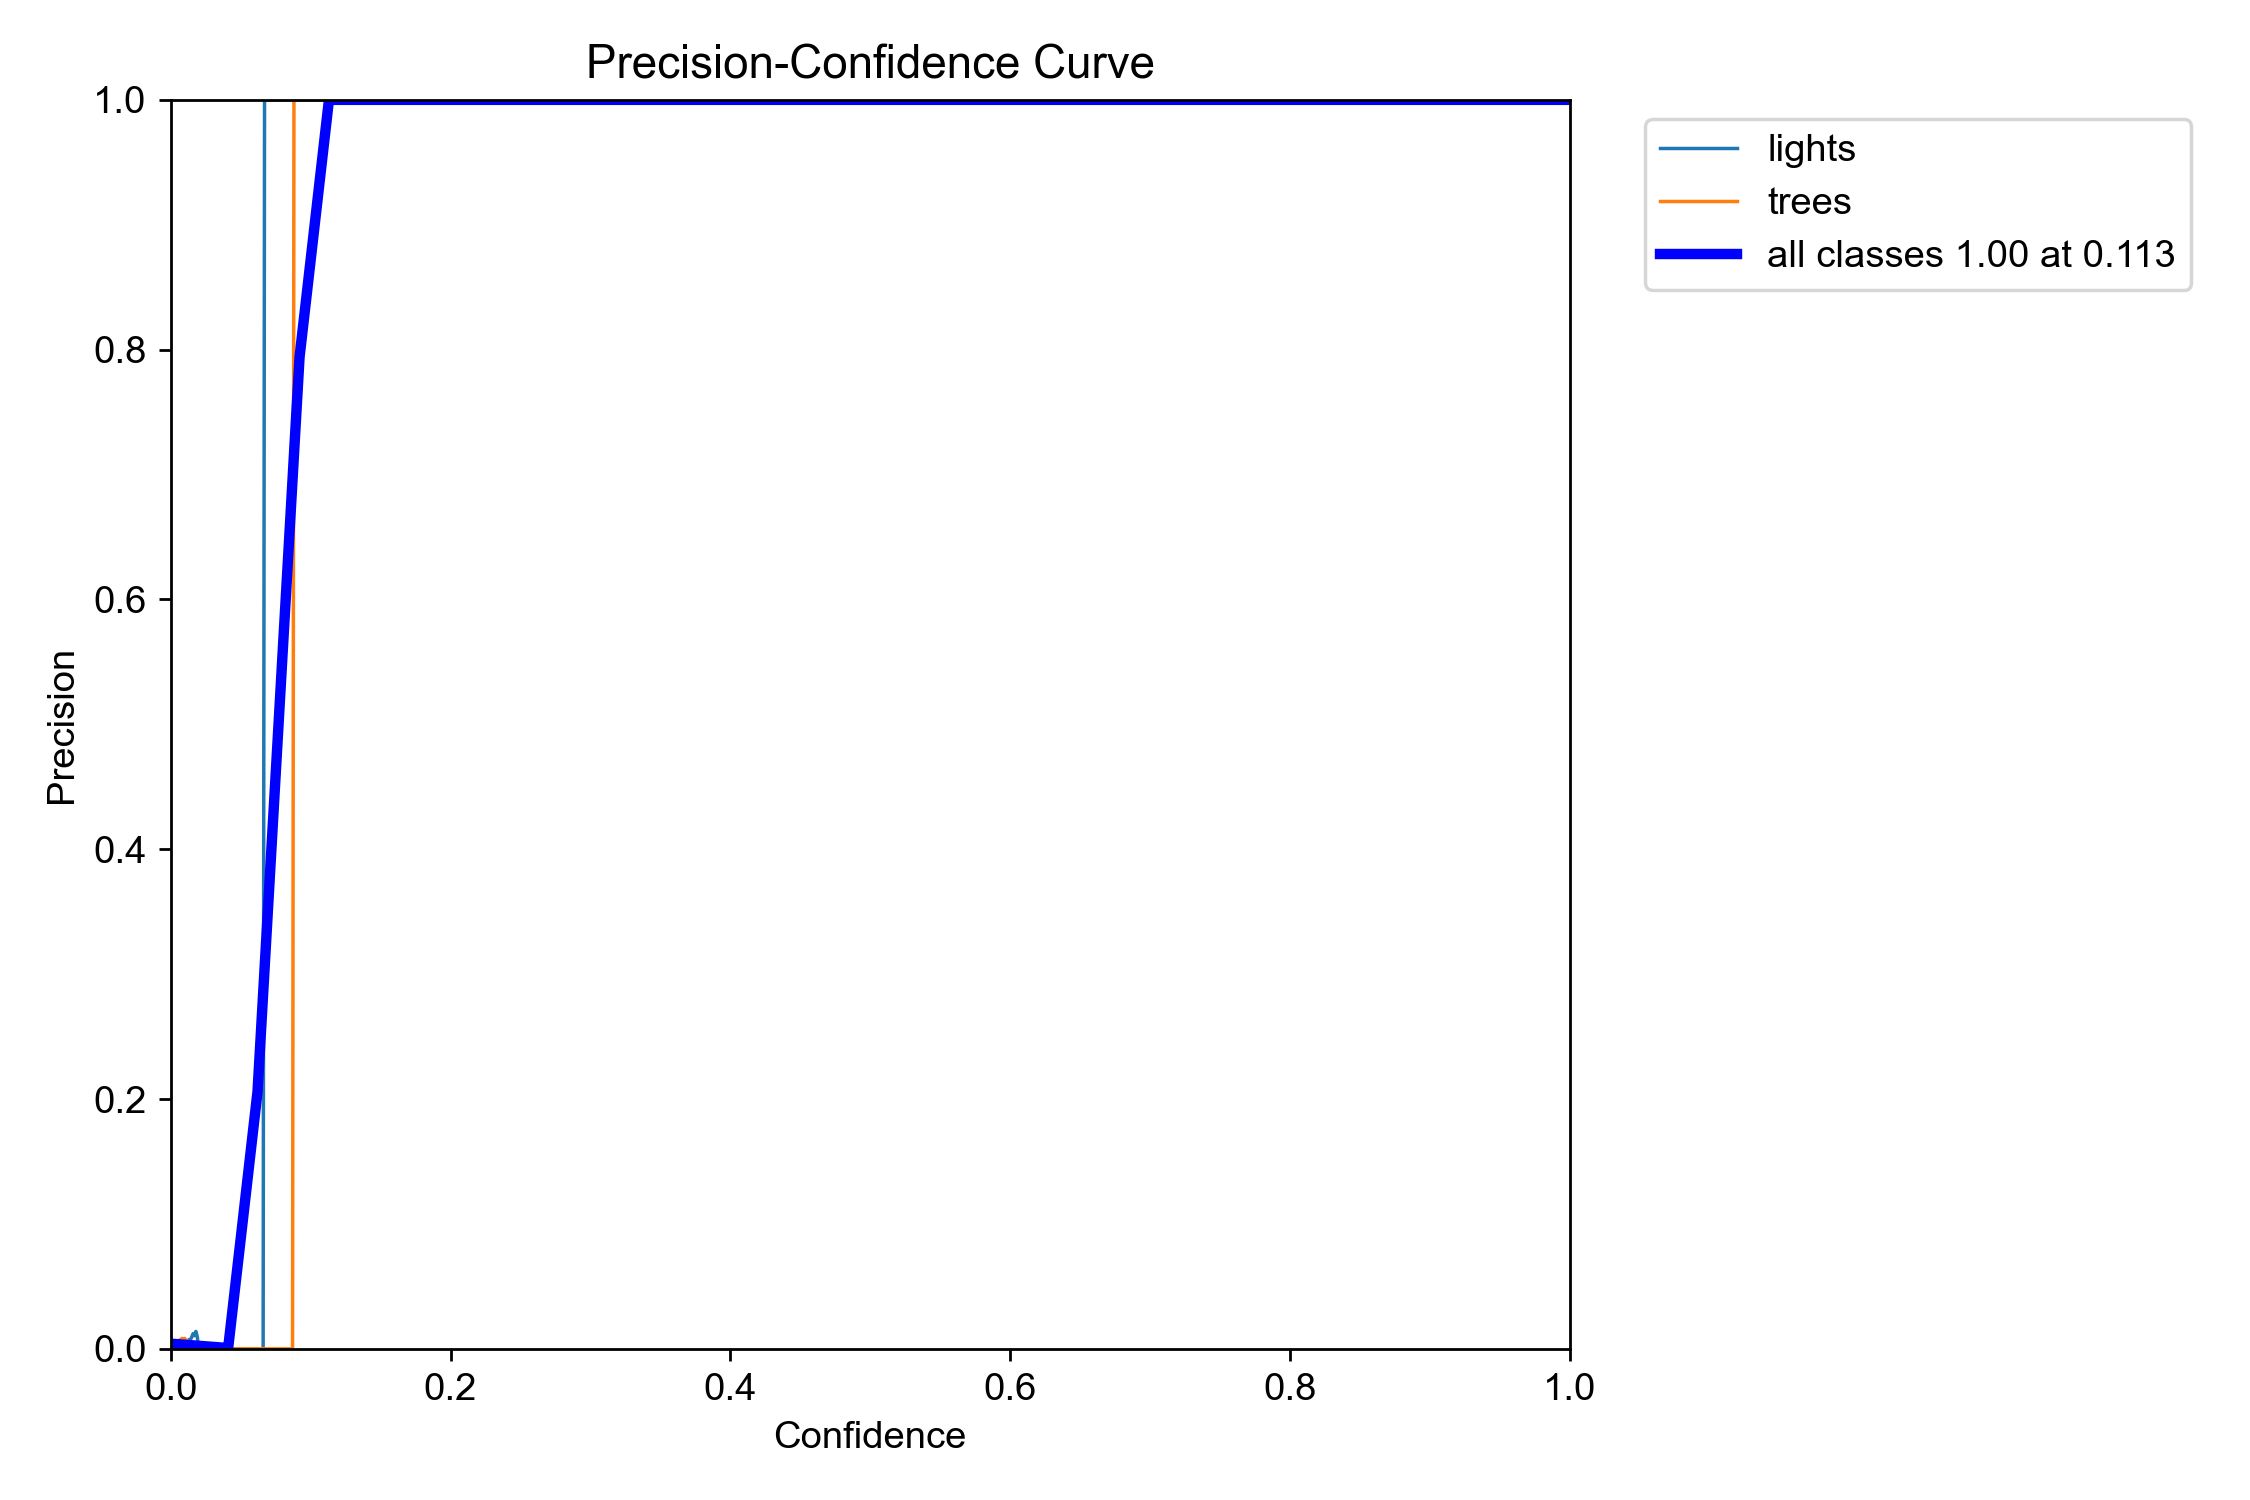 Precision-Confidence Curve
1.0
0.8
0.6
0.4
0.2
0.0
Precision
0.0 0.2 0.4 0.6 0.8 1.0
Confidence
lights
trees
all classes 1.00 at 0.113